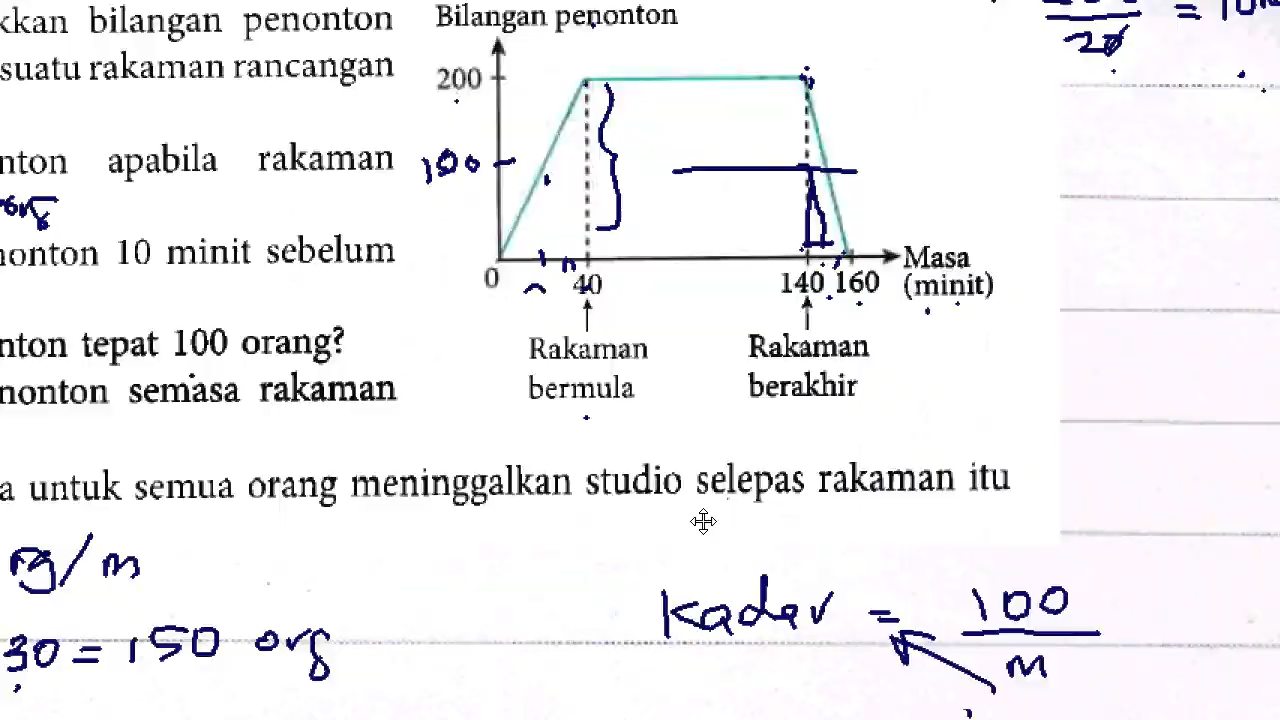 kkan bilangan penonton
suatu rakaman rancangan
nton apabila rakaman
nonton 10 minit sebelum
nton tepat 100 orang?
nonton semasa rakaman
a untuk semua orang meninggalkan studio selepas rakaman itu
Bilangan penonton
200
100
0 40 140 160
Masa
(minit)
Rakaman
bermula
Rakaman
berakhir
20
=
rg/m
30 = 150 org
Kadar = 100
m